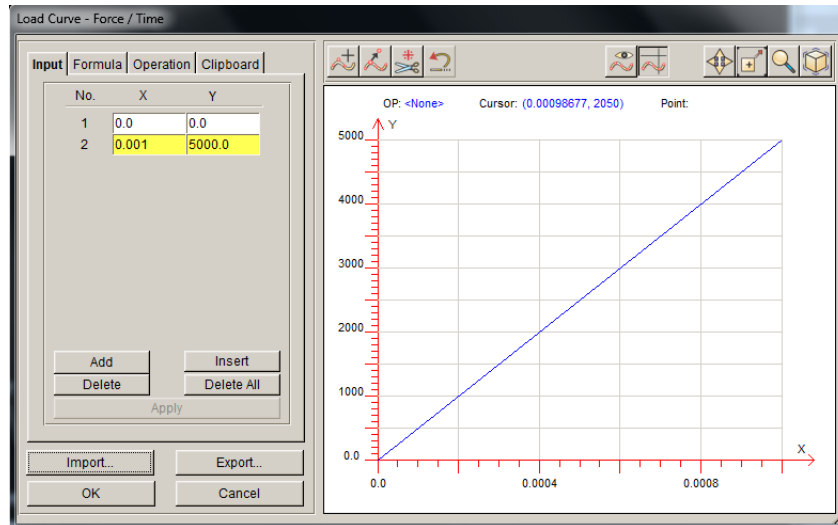 Load Curve - Force / Time
Input Formula Operation Clipboard
No. X Y
1 0.0 0.0
2 0.001 5000.0
Add Insert
Delete Delete All
Apply
Import... Export...
OK Cancel
OP: <None> Cursor: (0.00098677, 2050) Point:
Y
5000
4000
3000
2000
1000
0.0
X
0.0 0.0004 0.0008